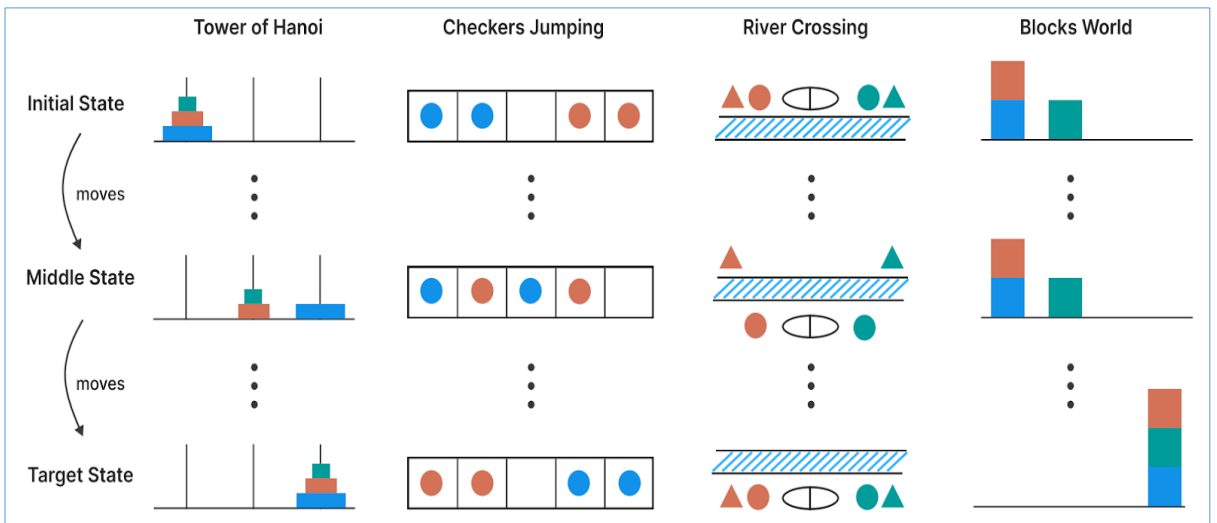 Tower of Hanoi
Checkers Jumping
River Crossing
Blocks World
Initial State
moves
Middle State
moves
Target State